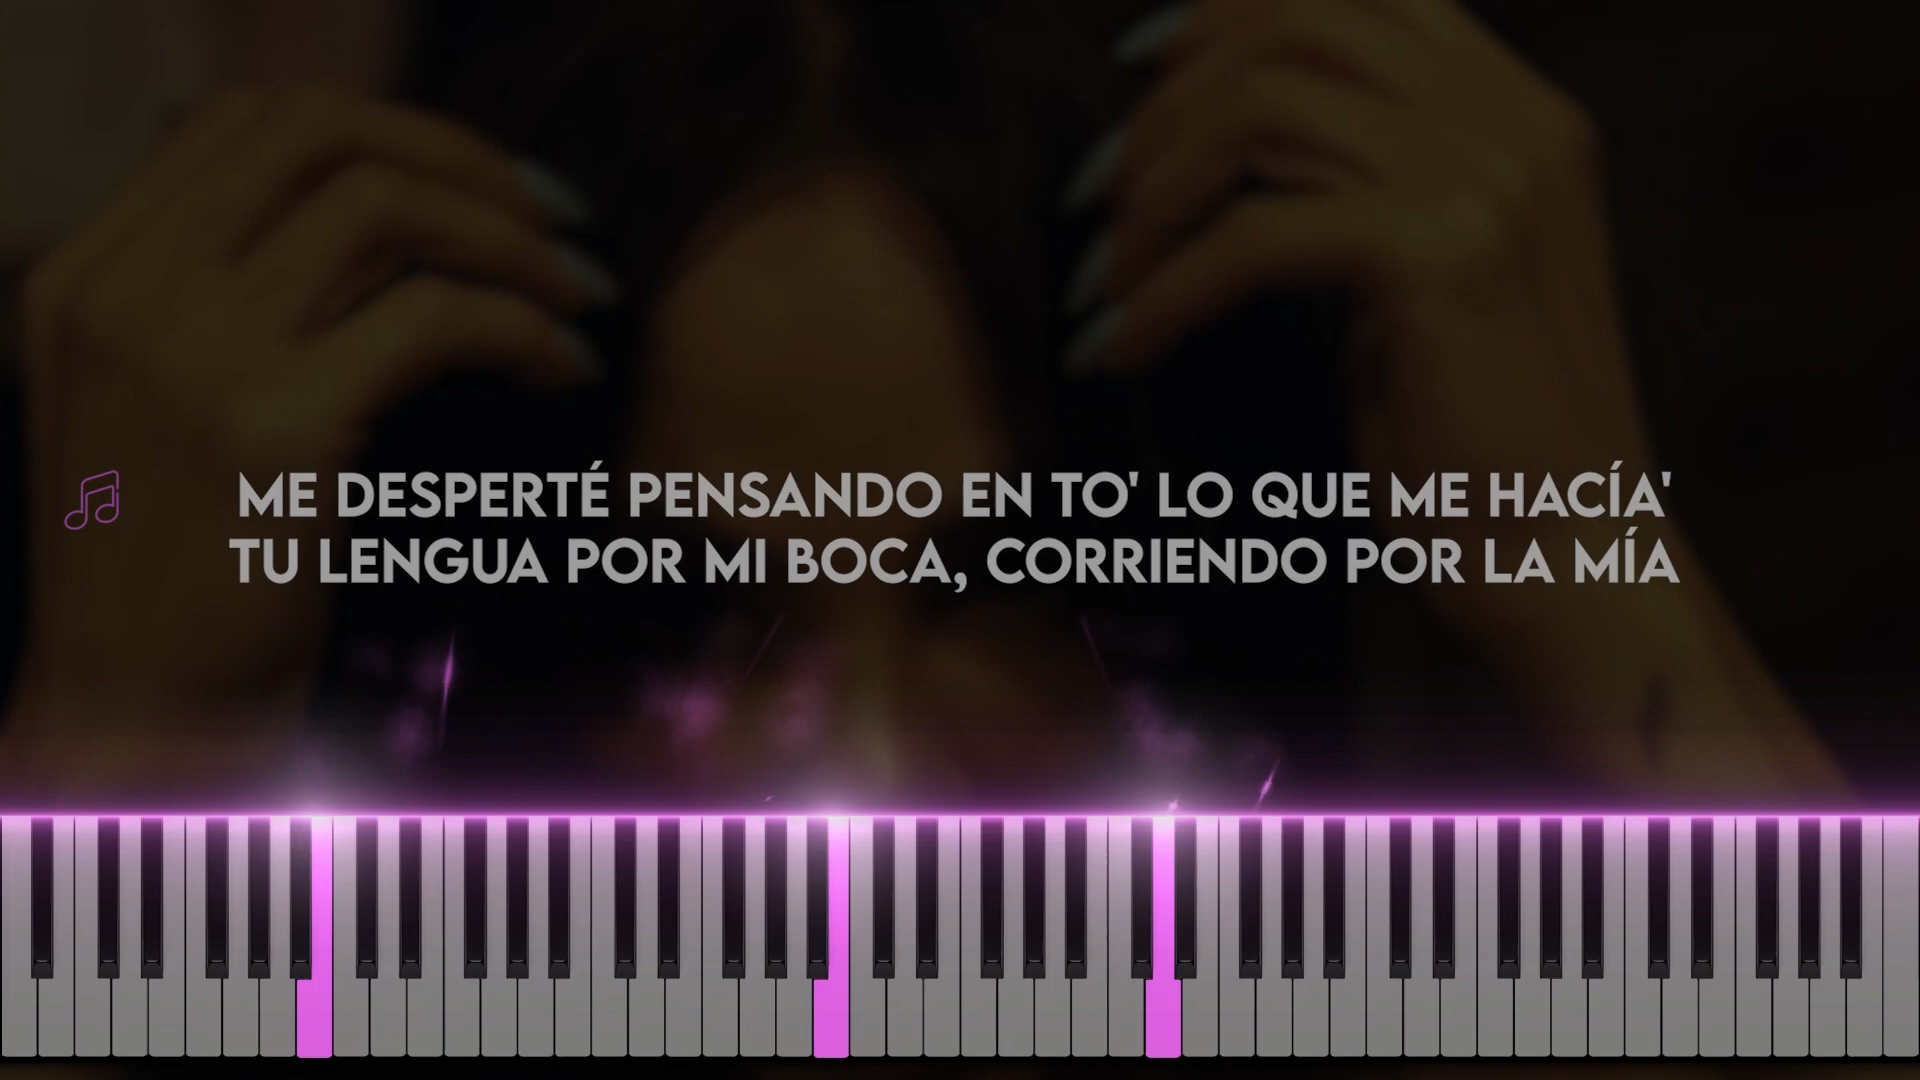 ME DESPERTÉ PENSANDO EN TO' LO QUE ME HACÍA'
TU LENGUA POR MI BOCA, CORRIENDO POR LA MÍA